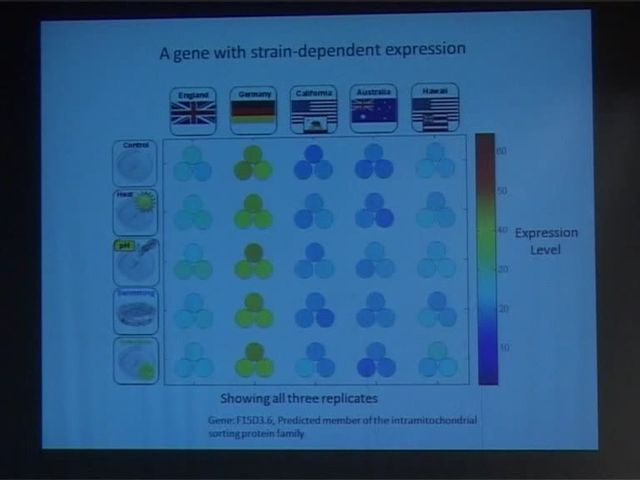 A gene with strain-dependent expression
England Germany California Australia Hawaii
Control
Heat
pH
60
50
40
30
20
10
Expression
Level
Showing all three replicates
Gene: F15D3.6, Predicted member of the intramitochondrial
sorting protein family